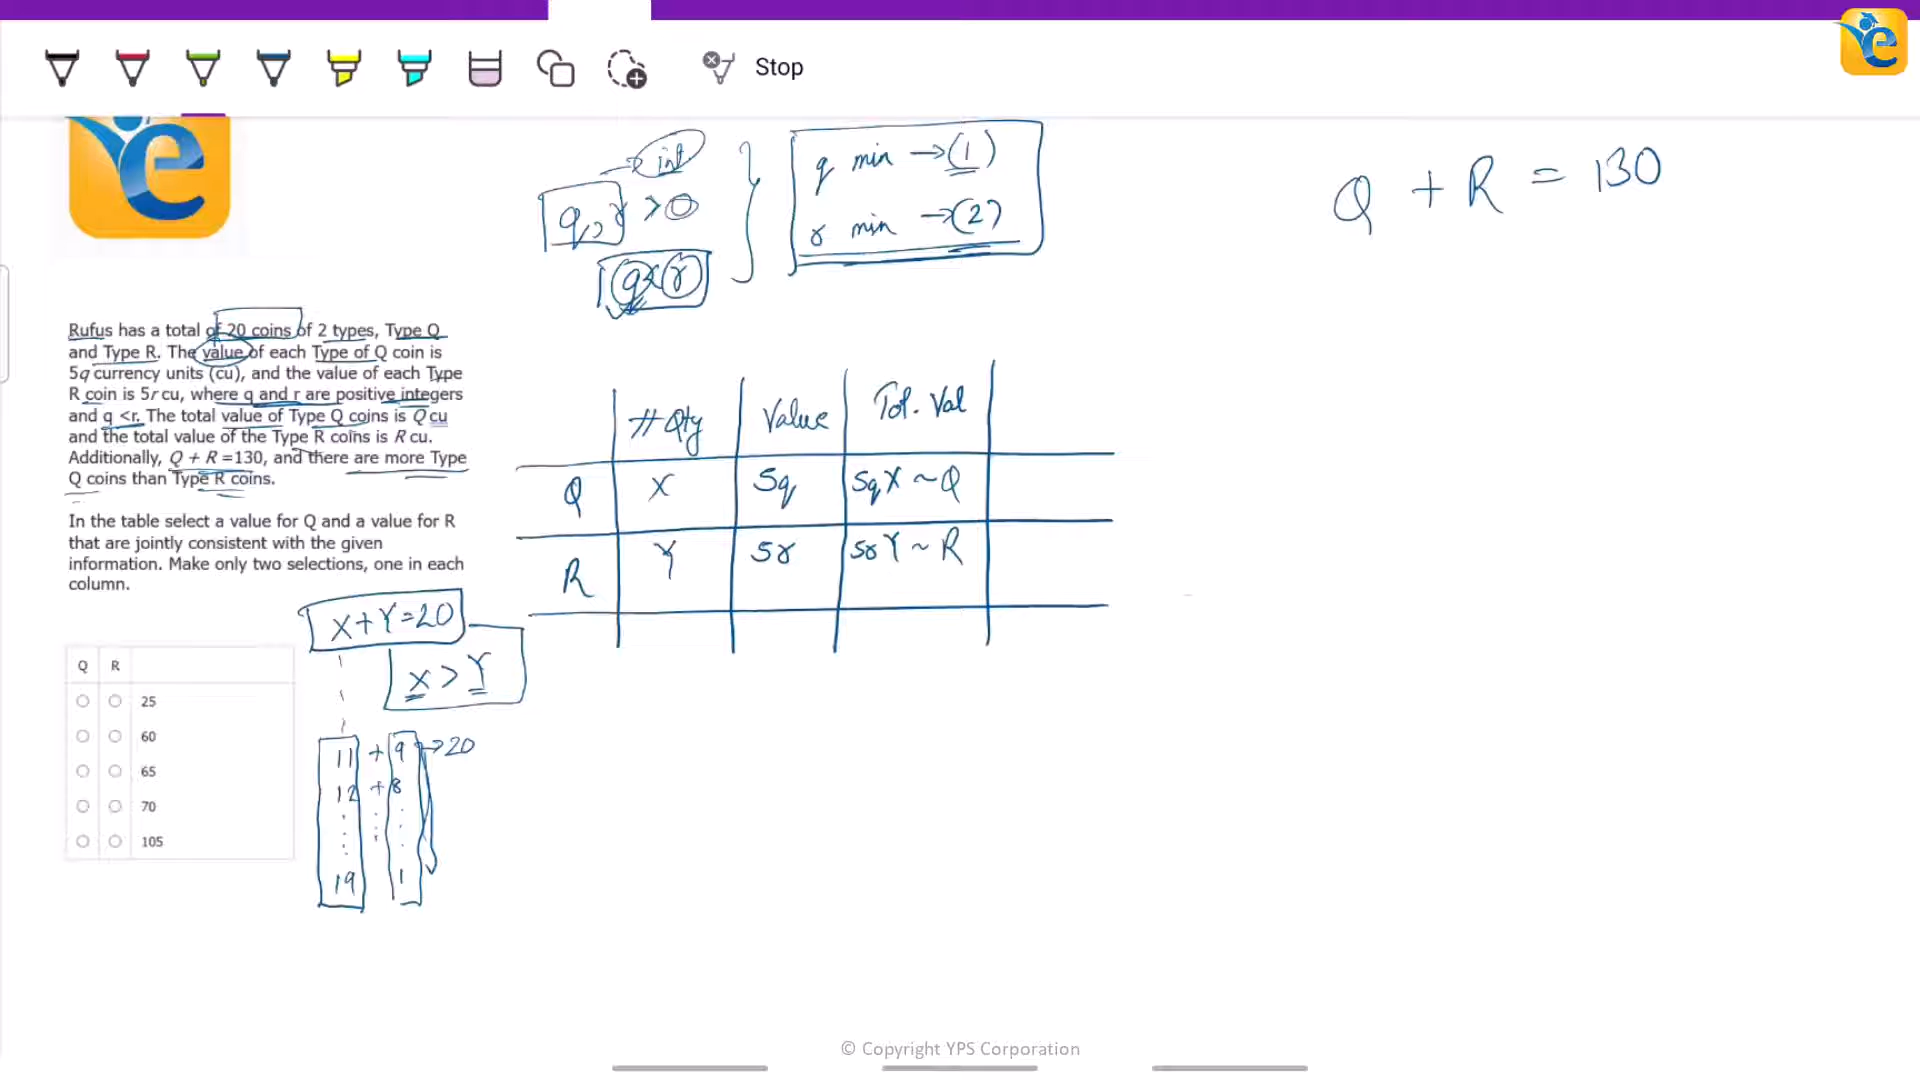 Stop
e
e
→ int
q, r > 0
q < r
q min → (1)
r min → (2)
Q + R = 130
Rufus has a total of 20 coins of 2 types, Type Q
and Type R. The value of each Type of Q coin is
5q currency units (cu), and the value of each Type
R coin is 5r cu, where q and r are positive integers
and q <r. The total value of Type Q coins is Q cu
and the total value of the Type R coins is R cu.
Additionally, Q + R =130, and there are more Type
Q coins than Type R coins.
In the table select a value for Q and a value for R
that are jointly consistent with the given
information. Make only two selections, one in each
column.
# Qty Value Tot. Val
Q X 5q 5qX ~ Q
R Y 5r 5rY ~ R
X+Y=20
X > Y
Q R
25
60
65
70
105
11 + 9 → 20
12 + 8
19 1
© Copyright YPS Corporation